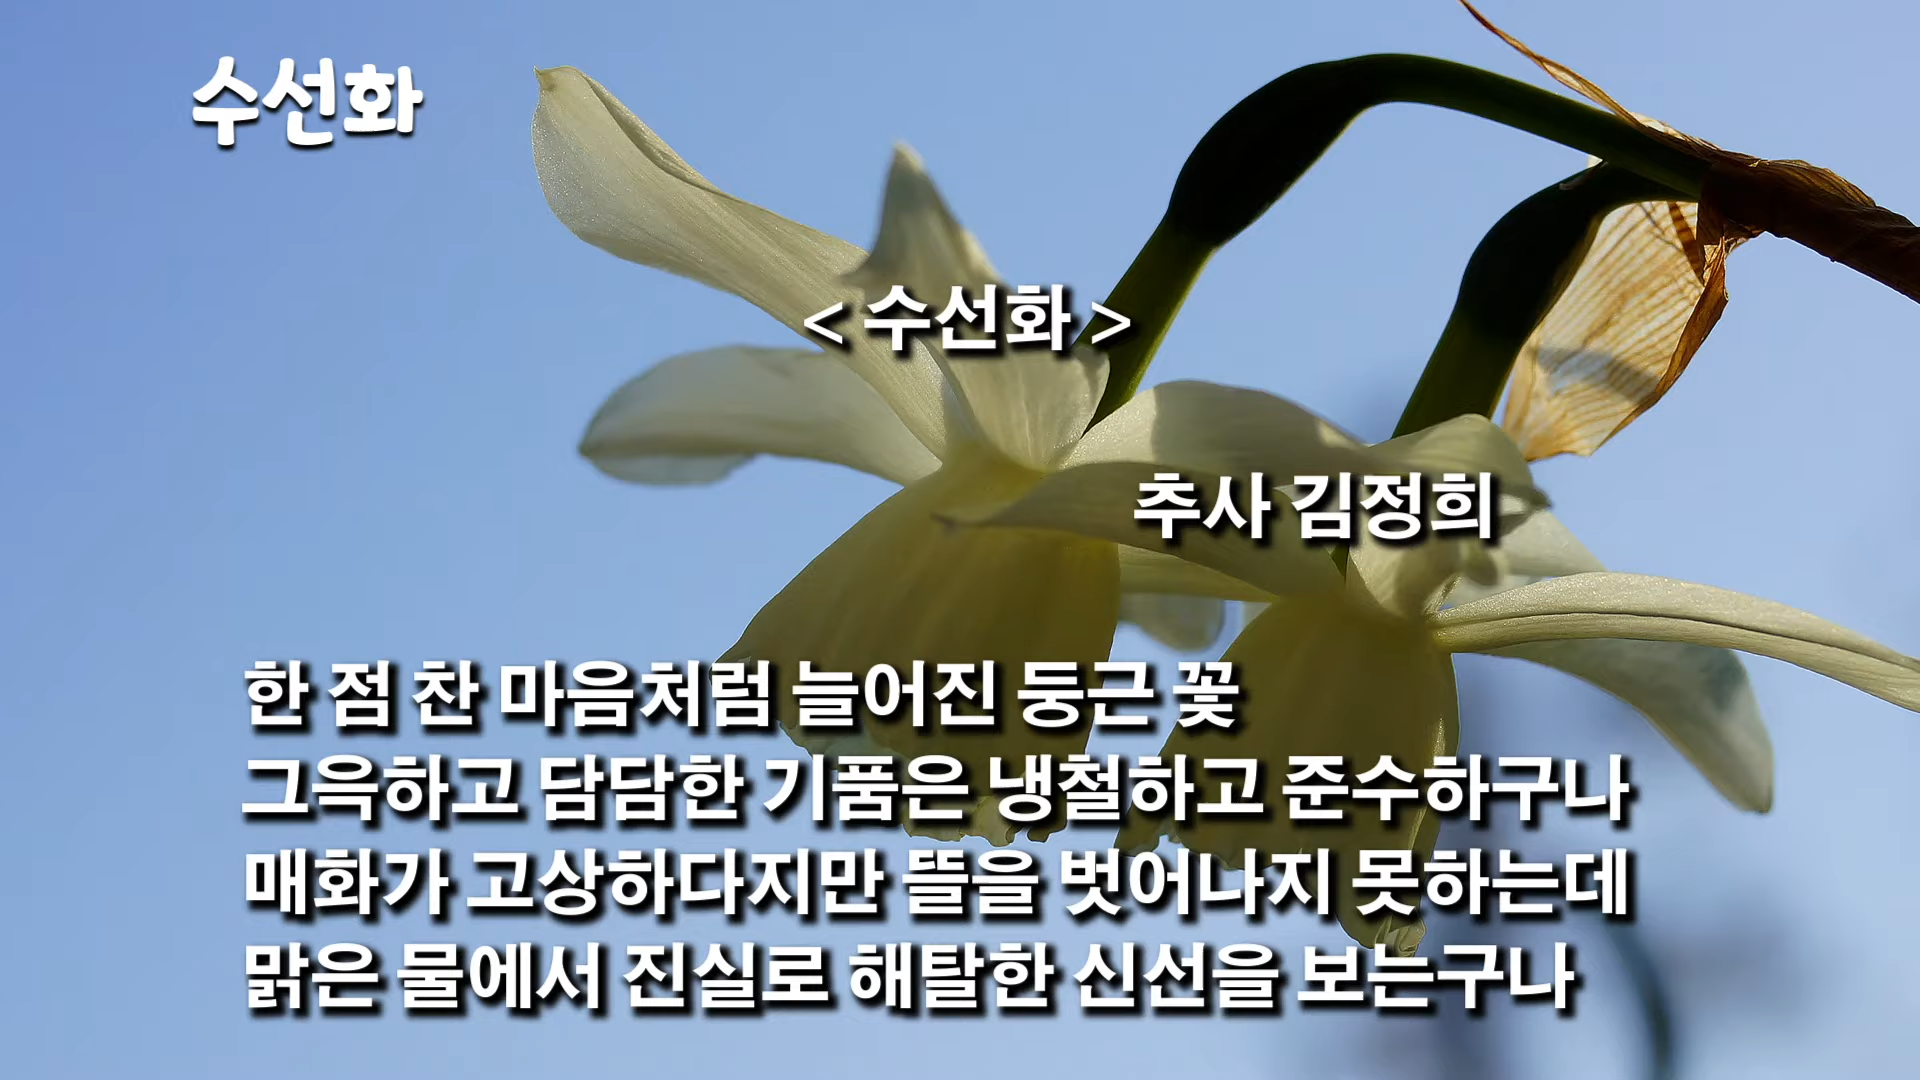 수선화
< 수선화 >
추사 김정희
한 점 찬 마음처럼 늘어진 둥근 꽃
그윽하고 담담한 기품은 냉철하고 준수하구나
매화가 고상하다지만 뜰을 벗어나지 못하는데
맑은 물에서 진실로 해탈한 신선을 보는구나